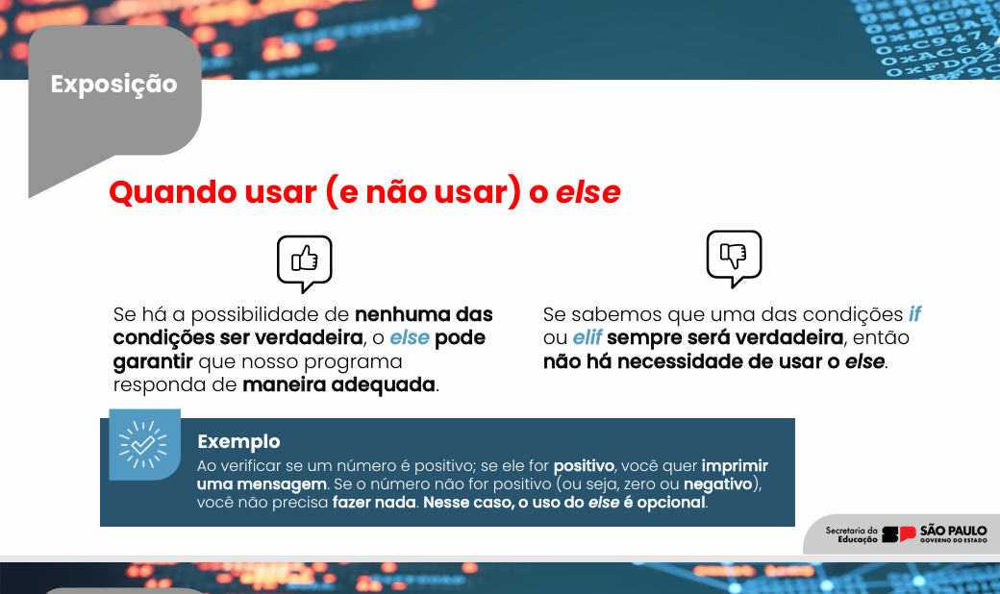 Exposição
Quando usar (e não usar) o else
Se há a possibilidade de nenhuma das
condições ser verdadeira, o else pode
garantir que nosso programa
responda de maneira adequada.
Se sabemos que uma das condições if
ou elif sempre será verdadeira, então
não há necessidade de usar o else.
Exemplo
Ao verificar se um número é positivo; se ele for positivo, você quer imprimir
uma mensagem. Se o número não for positivo (ou seja, zero ou negativo),
você não precisa fazer nada. Nesse caso, o uso do else é opcional.
Secretaria da
Educação
SÃO PAULO
GOVERNO DO ESTADO